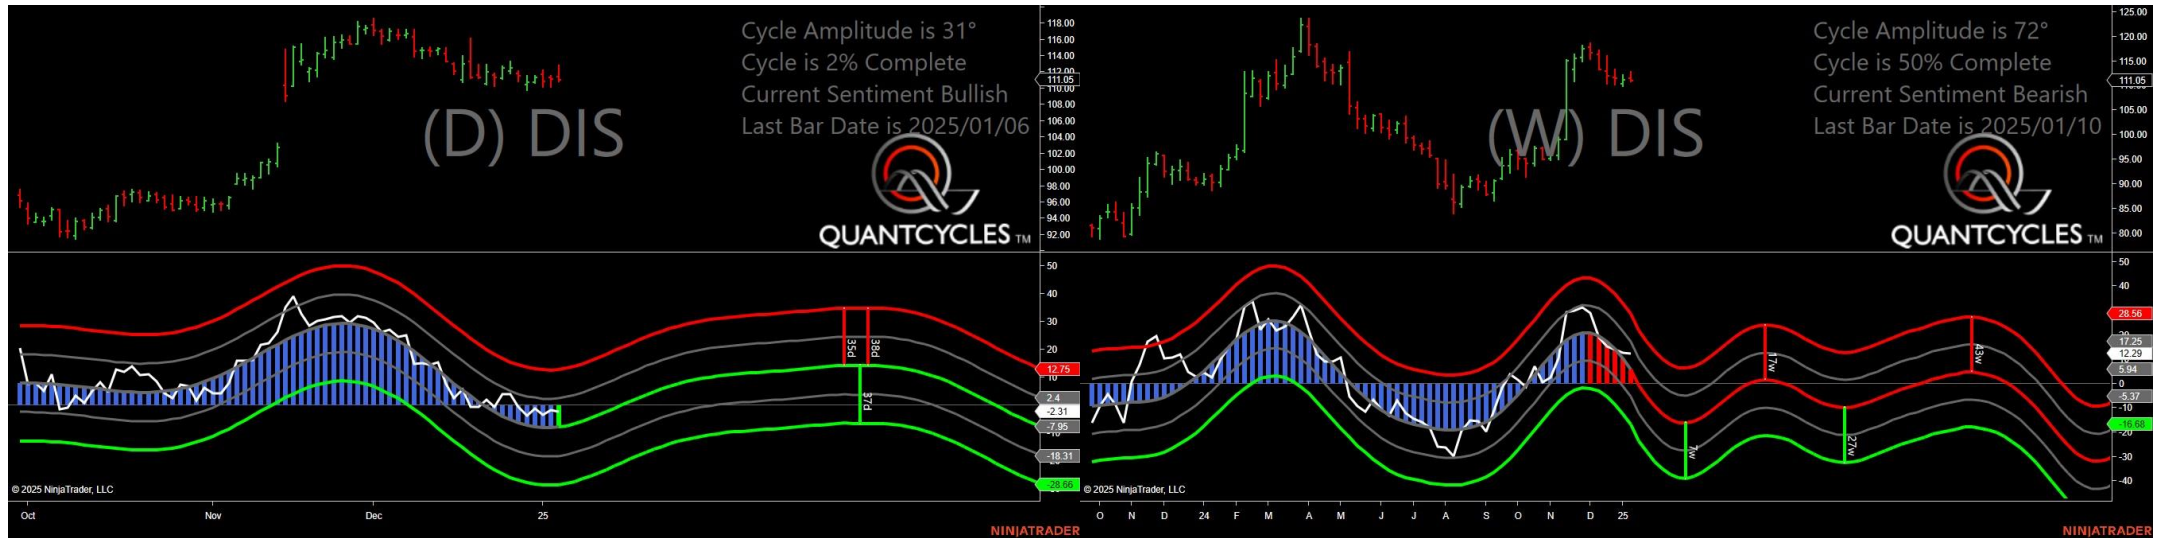 Cycle Amplitude is 31°
Cycle is 2% Complete
Current Sentiment Bullish
Last Bar Date is 2025/01/06
(D) DIS
QUANTCYCLES TM
118.00
116.00
114.00
112.00
111.05
110.00
108.00
106.00
104.00
102.00
100.00
98.00
96.00
94.00
92.00
50
40
30
20
12.75
10
2.4
-2.31
-7.95
-18.31
-28.66
35d
38d
37d
© 2025 NinjaTrader, LLC
Oct
Nov
Dec
25
NINJATRADER
Cycle Amplitude is 72°
Cycle is 50% Complete
Current Sentiment Bearish
Last Bar Date is 2025/01/10
(W) DIS
QUANTCYCLES TM
125.00
120.00
115.00
111.05
105.00
100.00
95.00
90.00
85.00
80.00
50
40
28.56
17.25
12.29
5.94
0
-5.37
-10
-16.68
-20
-30
-40
17w
43w
7w
27w
© 2025 NinjaTrader, LLC
O N D 24 F M A M J J A S O N D 25
NINJATRADER